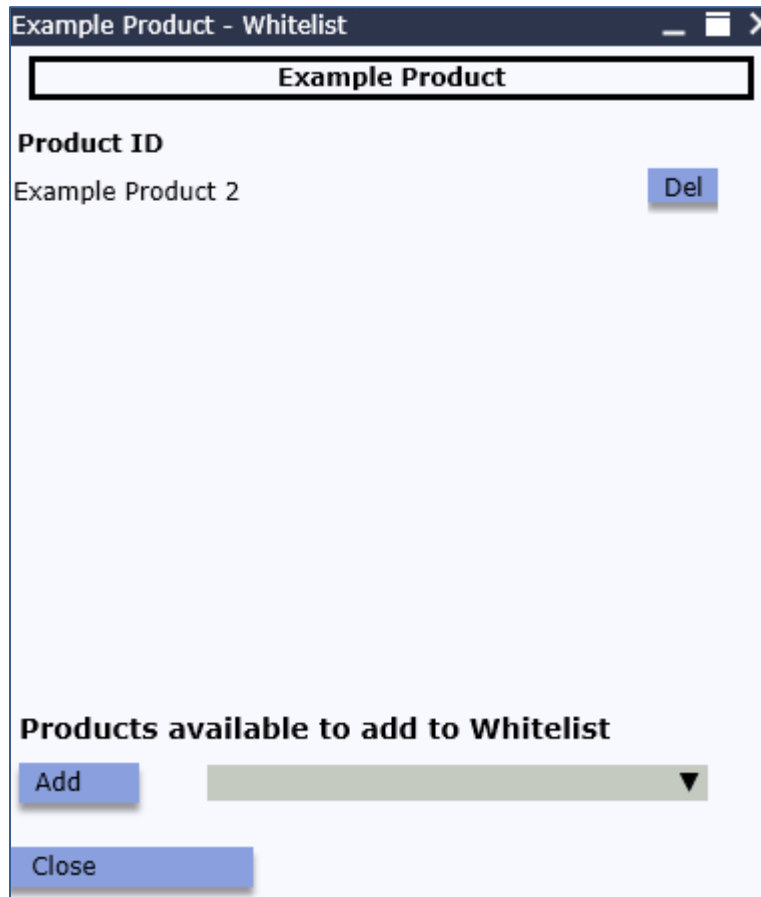 Example Product - Whitelist
Example Product
Product ID
Example Product 2 Del
Products available to add to Whitelist
Add
Close